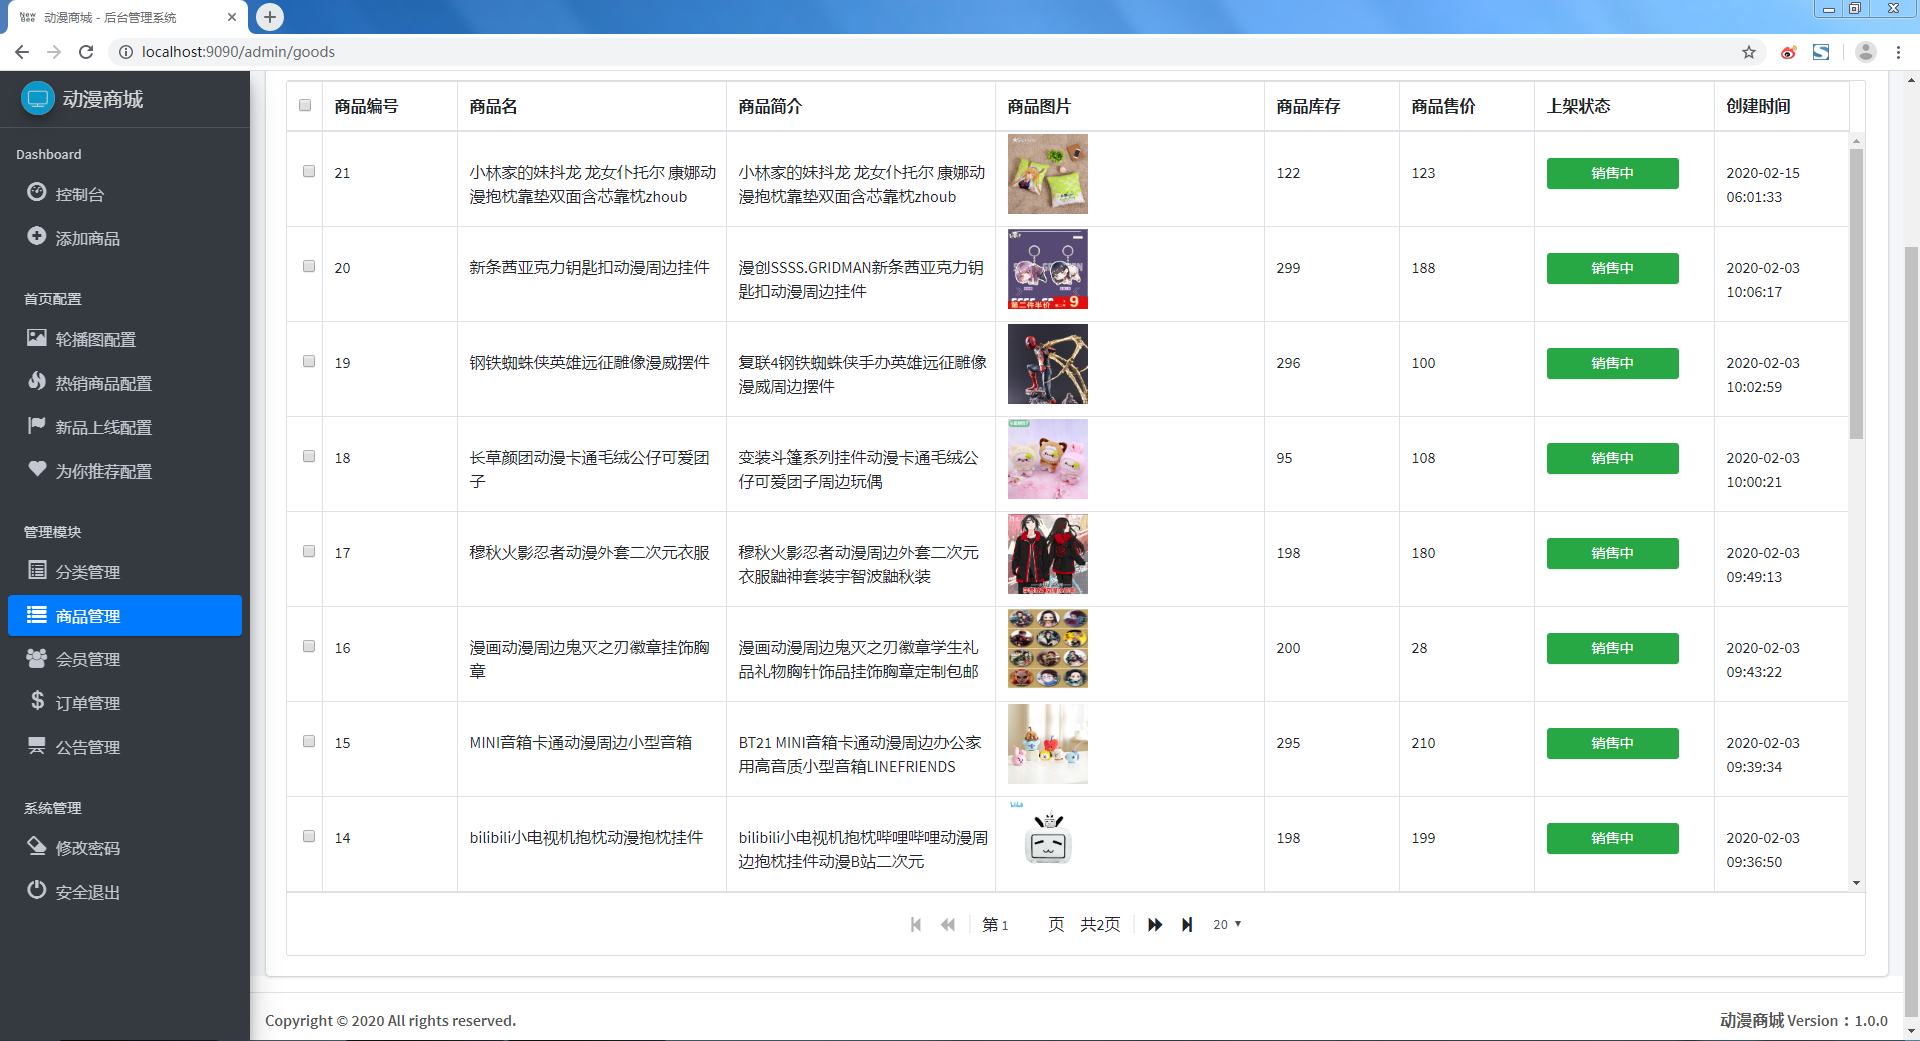 动漫商城 - 后台管理系统
localhost:9090/admin/goods
动漫商城
Dashboard
控制台
添加商品
首页配置
轮播图配置
热销商品配置
新品上线配置
为你推荐配置
管理模块
分类管理
商品管理
会员管理
订单管理
公告管理
系统管理
修改密码
安全退出
商品编号 商品名 商品简介 商品图片 商品库存 商品售价 上架状态 创建时间
21 小林家的妹抖龙 龙女仆托尔 康娜动 小林家的妹抖龙 龙女仆托尔 康娜动 122 123 销售中 2020-02-15
漫抱枕靠垫双面含芯靠枕zhoub 漫抱枕靠垫双面含芯靠枕zhoub 06:01:33
20 新条茜亚克力钥匙扣动漫周边挂件 漫创SSSS.GRIDMAN新条茜亚克力钥 299 188 销售中 2020-02-03
匙扣动漫周边挂件 10:06:17
第二件半价 9
19 钢铁蜘蛛侠英雄远征雕像漫威摆件 复联4钢铁蜘蛛侠手办英雄远征雕像 296 100 销售中 2020-02-03
漫威周边摆件 10:02:59
18 长草颜团动漫卡通毛绒公仔可爱团 变装斗篷系列挂件动漫卡通毛绒公 95 108 销售中 2020-02-03
子 仔可爱团子周边玩偶 10:00:21
17 穆秋火影忍者动漫外套二次元衣服 穆秋火影忍者动漫周边外套二次元 198 180 销售中 2020-02-03
衣服鼬神套装宇智波鼬秋装 09:49:13
16 漫画动漫周边鬼灭之刃徽章挂饰胸 漫画动漫周边鬼灭之刃徽章学生礼 200 28 销售中 2020-02-03
章 品礼物胸针饰品挂饰胸章定制包邮 09:43:22
15 MINI音箱卡通动漫周边小型音箱 BT21 MINI音箱卡通动漫周边办公家 295 210 销售中 2020-02-03
用高音质小型音箱LINEFRIENDS 09:39:34
14 bilibili小电视机抱枕动漫抱枕挂件 bilibili小电视机抱枕哔哩哔哩动漫周 198 199 销售中 2020-02-03
边抱枕挂件动漫B站二次元 09:36:50
第 1 页 共2页 20
Copyright © 2020 All rights reserved. 动漫商城 Version：1.0.0